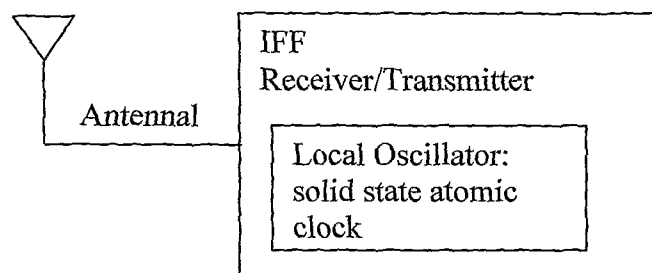 IFF
Receiver/Transmitter
Antennal
Local Oscillator:
solid state atomic
clock